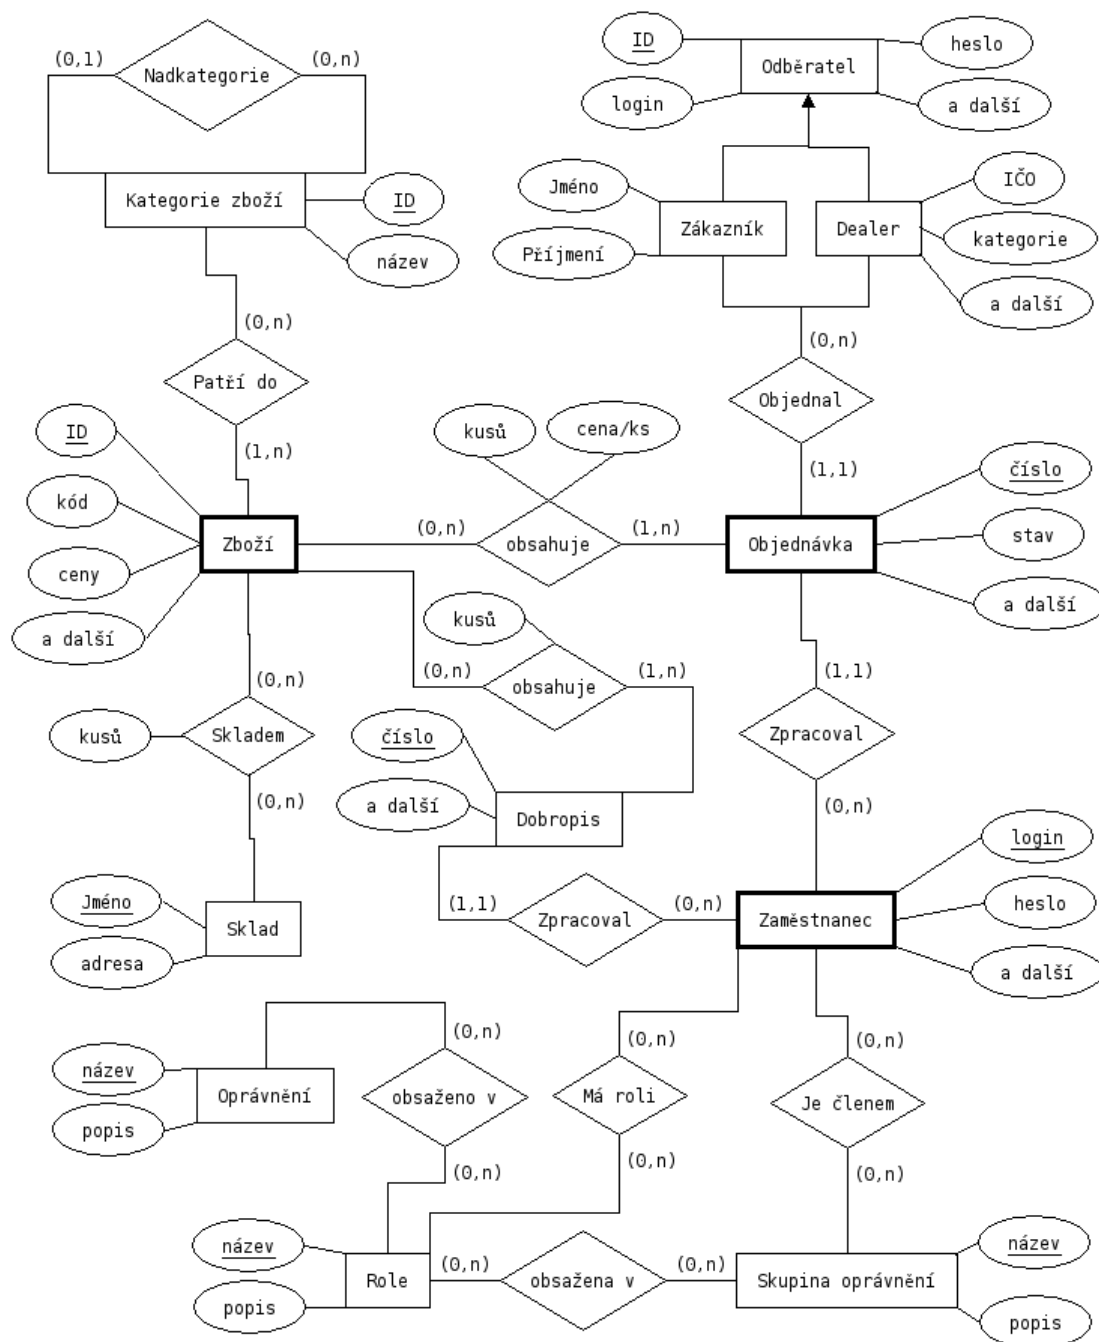 (0,1)
Nadkategorie
(0,n)
ID
Odběratel
heslo
login
a další
Kategorie zboží
ID
název
Jméno
Příjmení
Zákazník
Dealer
IČO
kategorie
a další
(0,n)
Patří do
(1,n)
(0,n)
Objednal
(1,1)
ID
kód
ceny
a další
Zboží
(0,n)
kusů
cena/ks
obsahuje
(1,n)
Objednávka
číslo
stav
a další
(0,n)
kusů
obsahuje
(1,n)
(0,n)
kusů
Skladem
(0,n)
(1,1)
Zpracoval
(0,n)
číslo
a další
Dobropis
Jméno
adresa
Sklad
(1,1)
Zpracoval
(0,n)
Zaměstnanec
login
heslo
a další
název
popis
Oprávnění
(0,n)
obsaženo v
(0,n)
(0,n)
Má roli
(0,n)
(0,n)
Je členem
(0,n)
název
popis
Role
(0,n)
obsažena v
(0,n)
Skupina oprávnění
název
popis